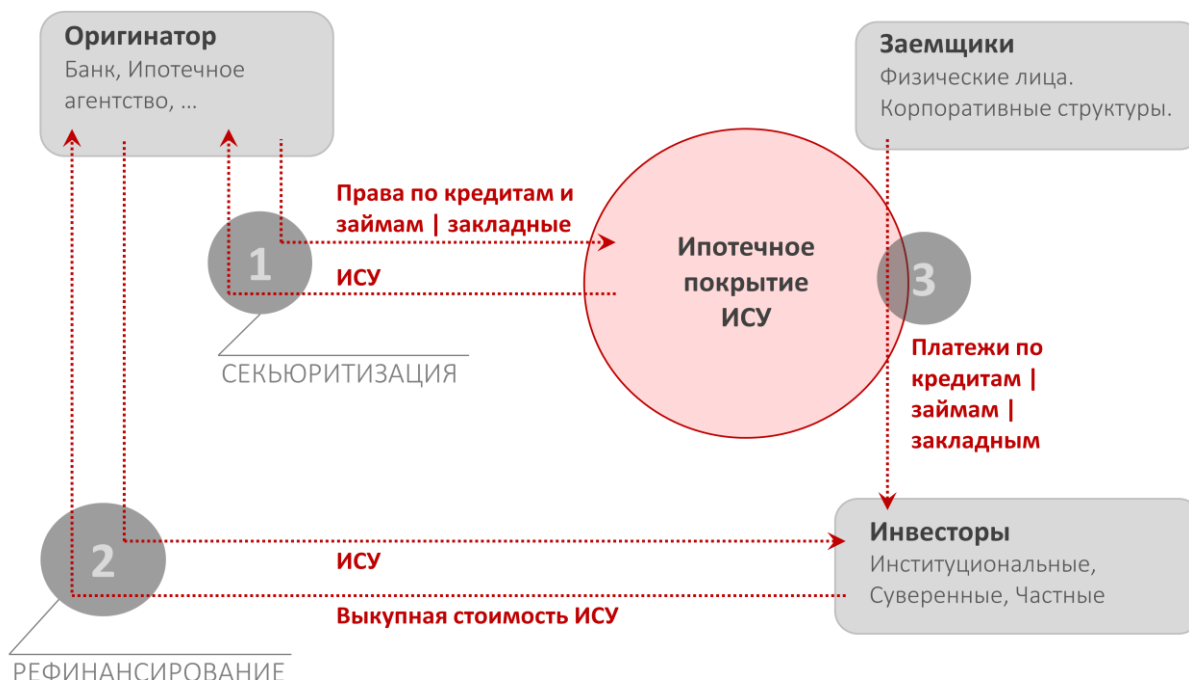 Оригинатор
Банк, Ипотечное
агентство, ...
Заемщики
Физические лица.
Корпоративные структуры.
Права по кредитам и
займам | закладные
1
ИСУ
СЕКЬЮРИТИЗАЦИЯ
Ипотечное
покрытие
ИСУ
3
Платежи по
кредитам |
займам |
закладным
2
ИСУ
Выкупная стоимость ИСУ
РЕФИНАНСИРОВАНИЕ
Инвесторы
Институциональные,
Суверенные, Частные